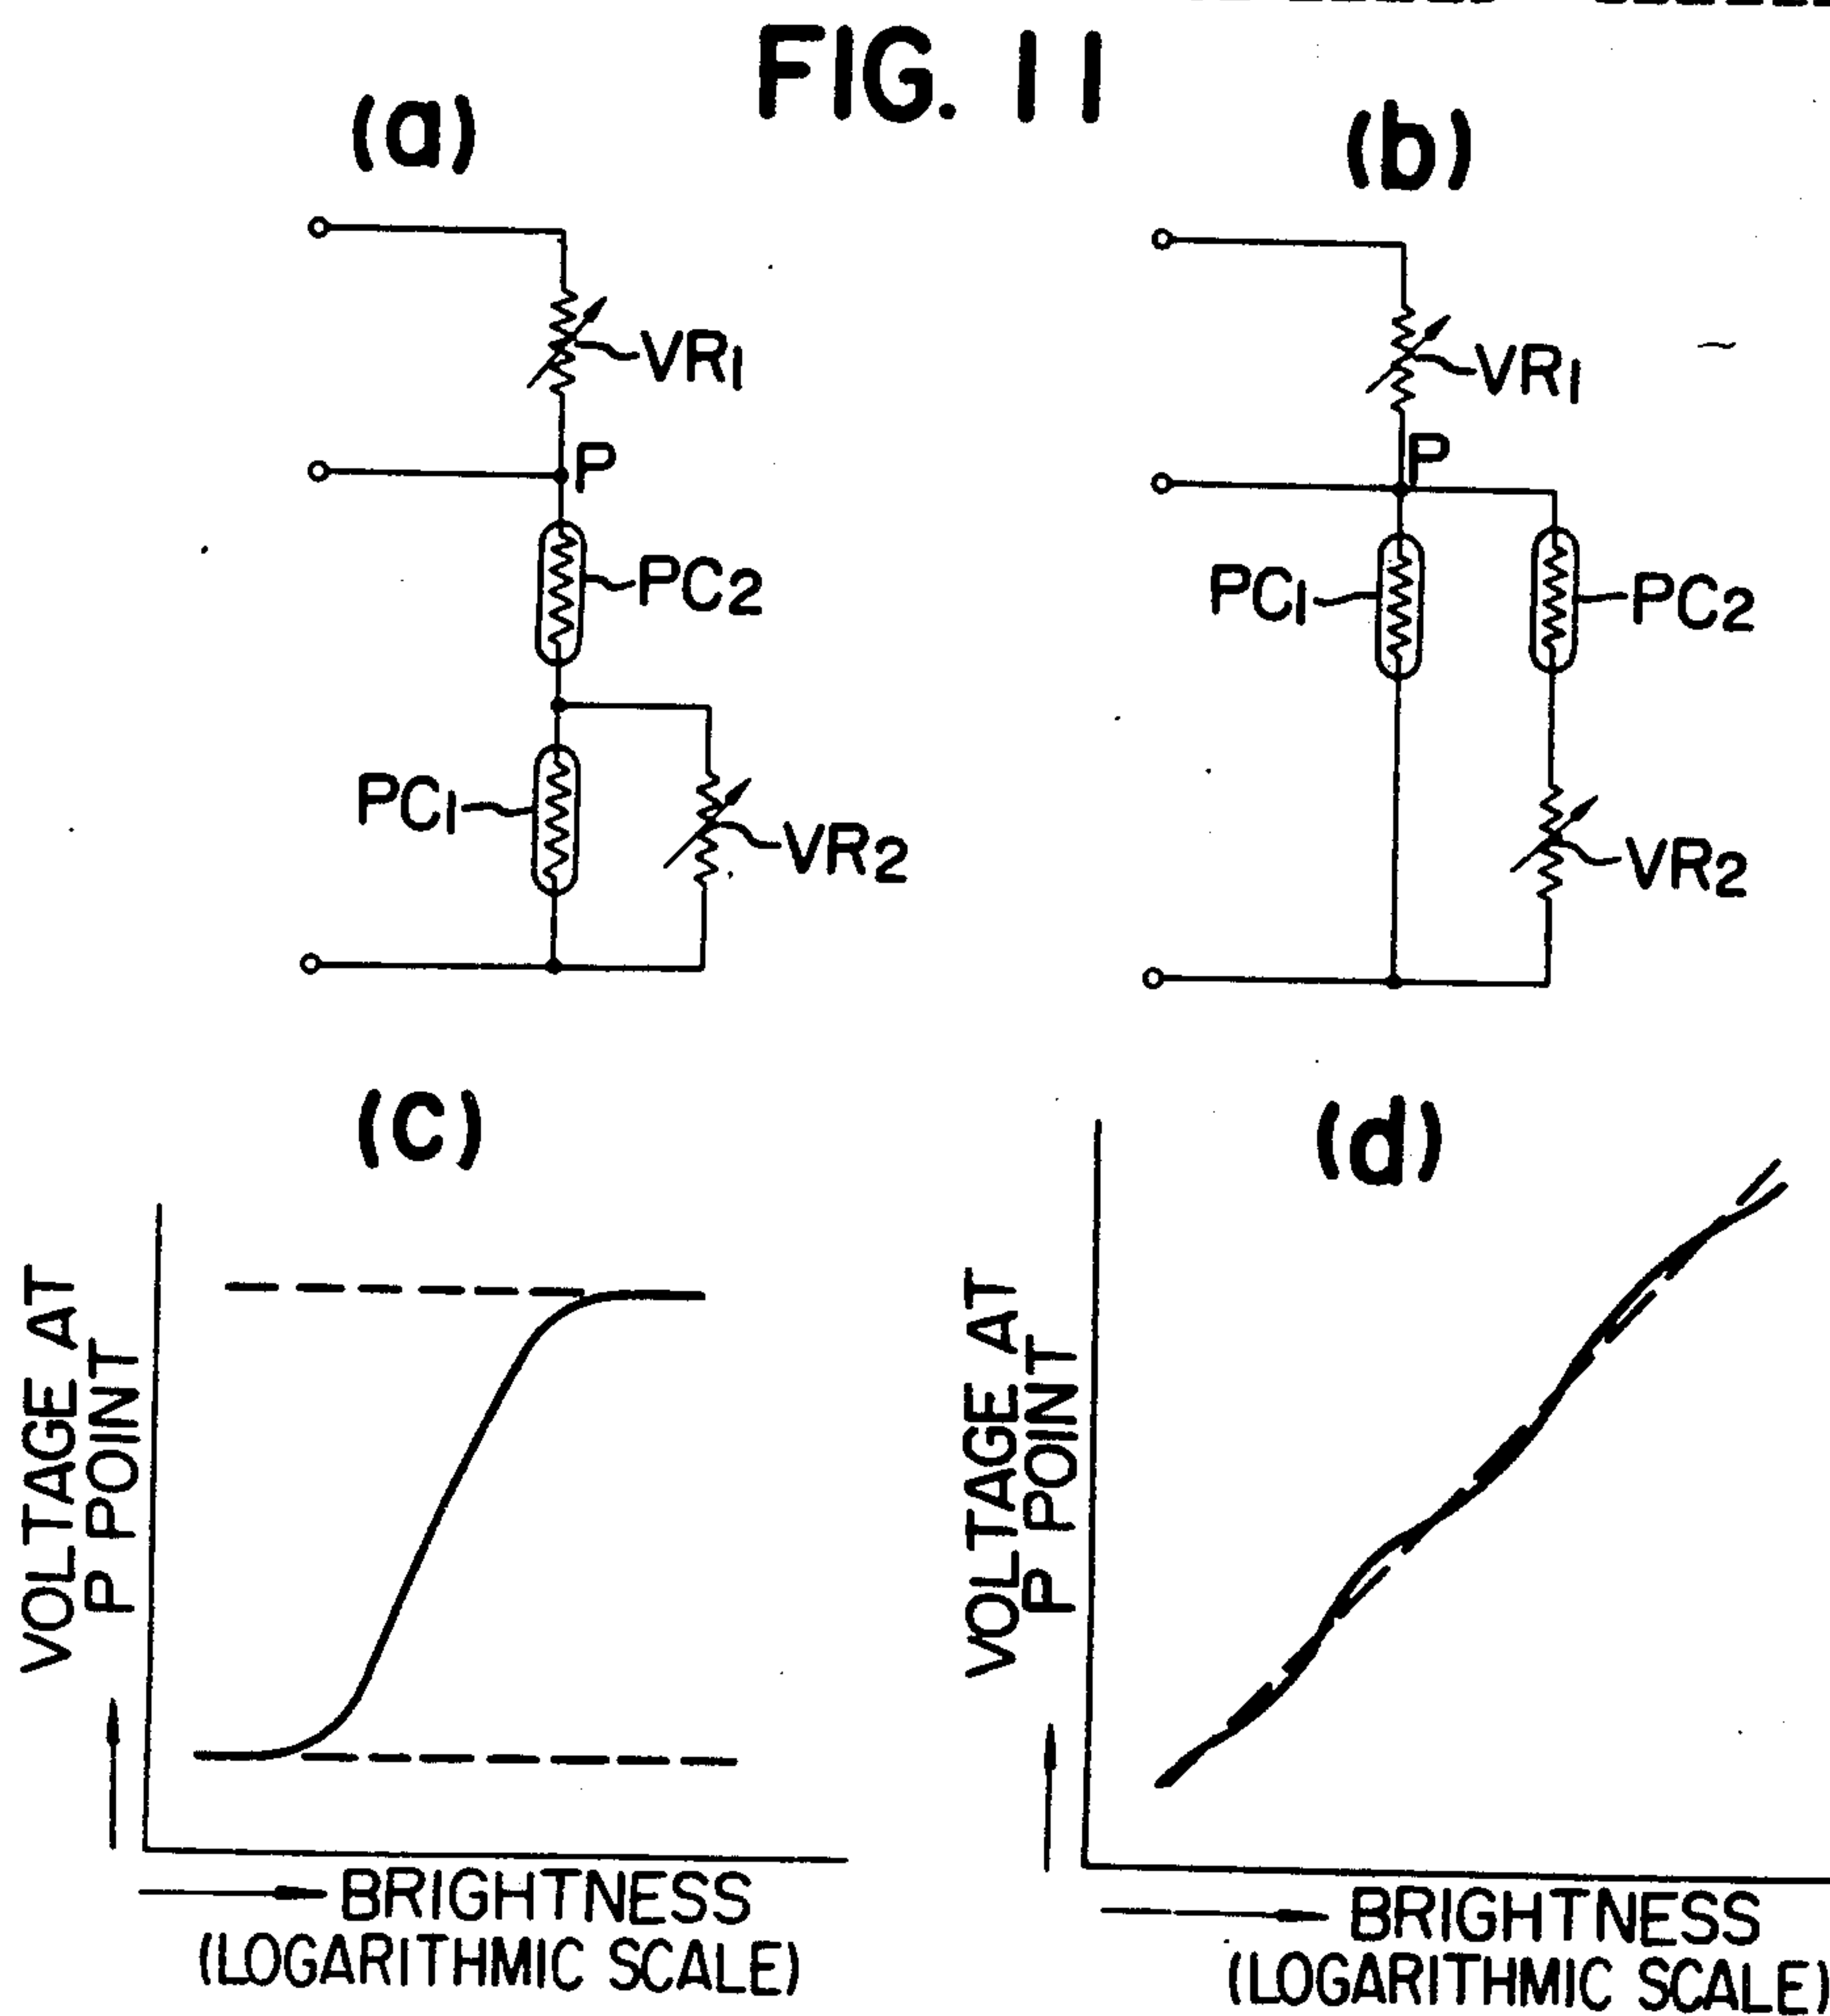 FIG. 11
(a)
VR1
P
PC2
PC1
VR2
(b)
VR1
P
PC1
PC2
VR2
(c)
VOLTAGE AT
P POINT
BRIGHTNESS
(LOGARITHMIC SCALE)
(d)
VOLTAGE AT
P POINT
BRIGHTNESS
(LOGARITHMIC SCALE)